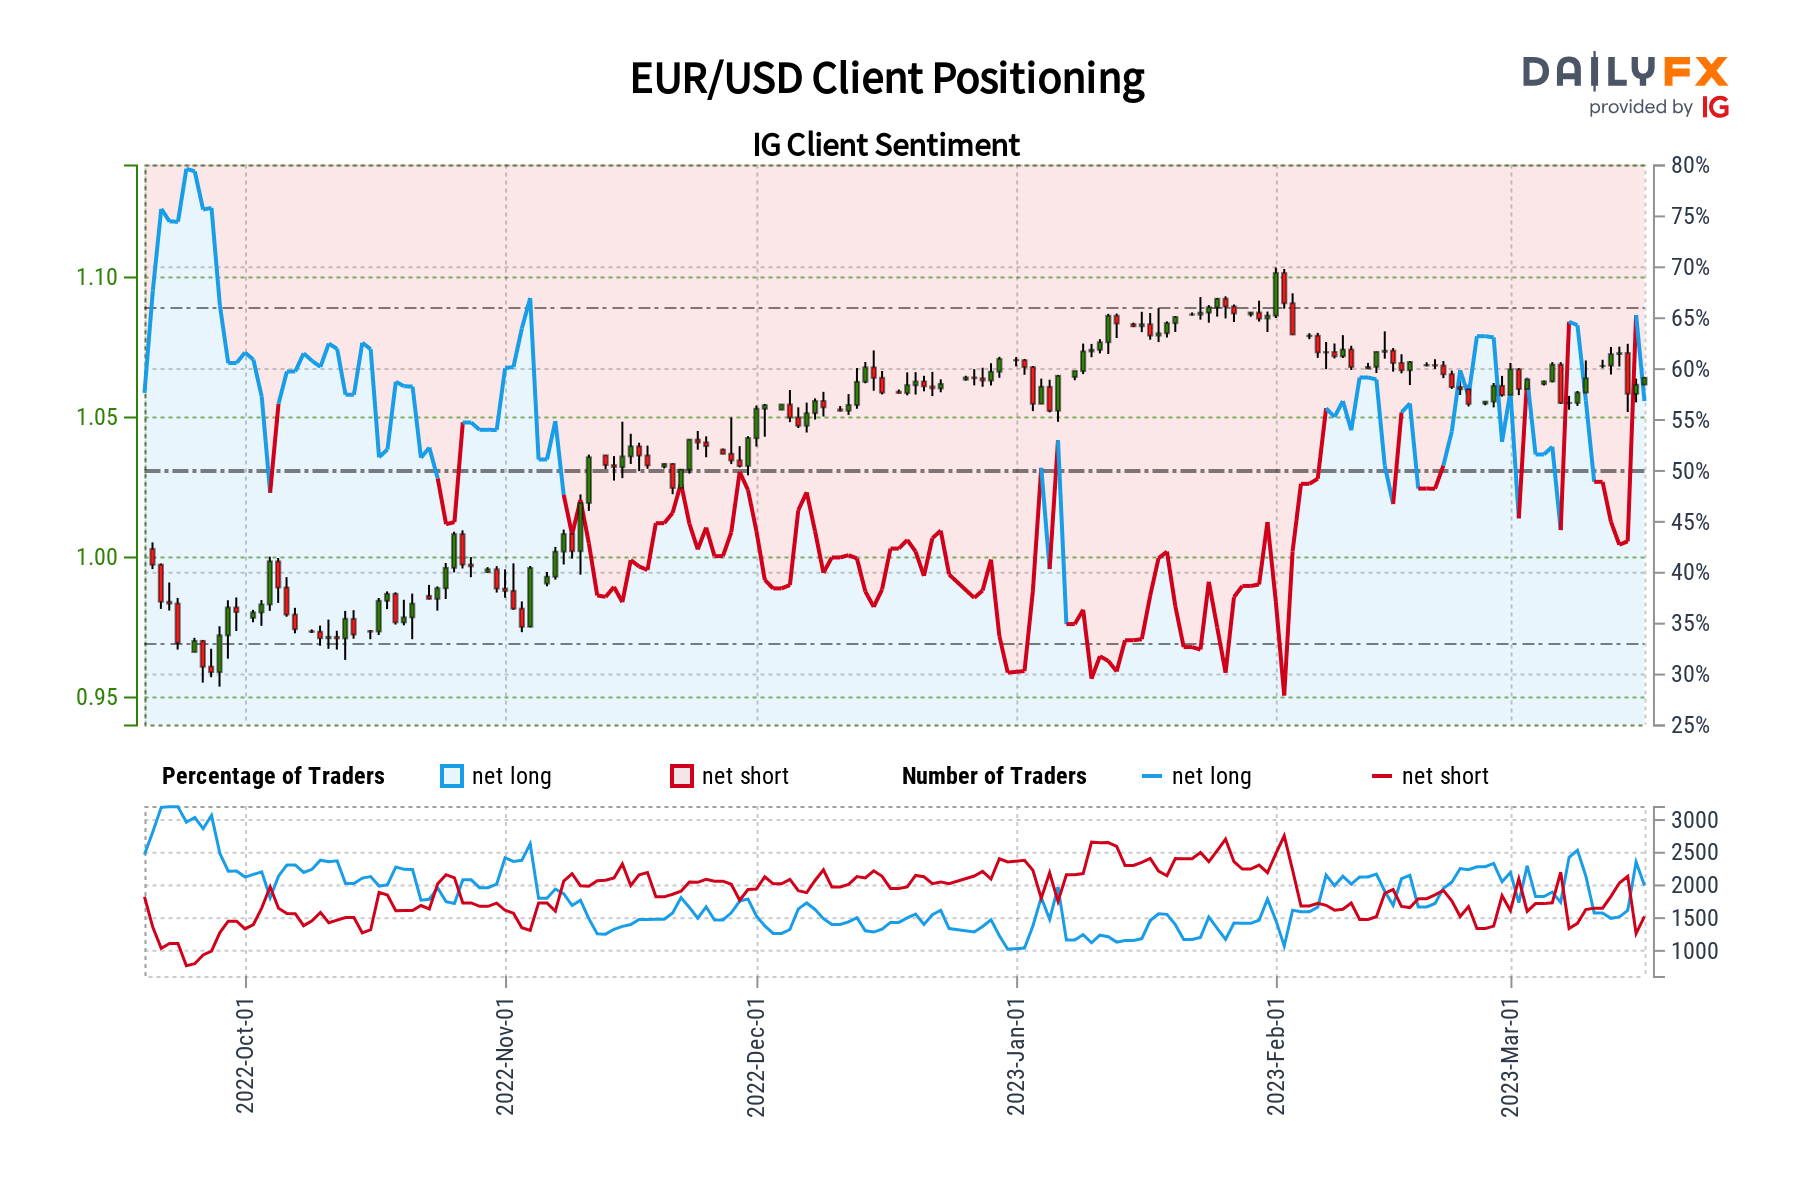 EUR/USD Client Positioning
DAILYFX
provided by IG
IG Client Sentiment
80%
75%
70%
65%
60%
55%
50%
45%
40%
35%
30%
25%
1.10
1.05
1.00
0.95
Percentage of Traders net long net short Number of Traders net long net short
3000
2500
2000
1500
1000
2022-Oct-01
2022-Nov-01
2022-Dec-01
2023-Jan-01
2023-Feb-01
2023-Mar-01